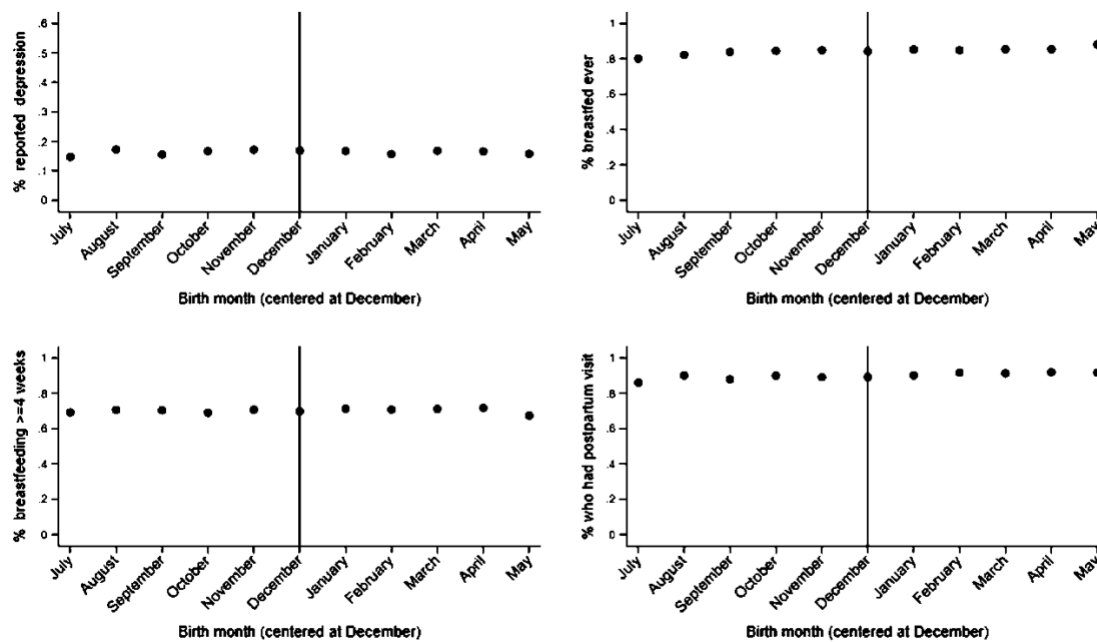 % reported depression
.6
.5
.4
.3
.2
.1
0
July
August
September
October
November
December
January
February
March
April
May
Birth month (centered at December)
% breastfed ever
1
.8
.6
.4
.2
0
July
August
September
October
November
December
January
February
March
April
May
Birth month (centered at December)
% breastfeeding >=4 weeks
1
.8
.6
.4
.2
0
July
August
September
October
November
December
January
February
March
April
May
Birth month (centered at December)
% who had postpartum visit
1
.8
.6
.4
.2
0
July
August
September
October
November
December
January
February
March
April
May
Birth month (centered at December)